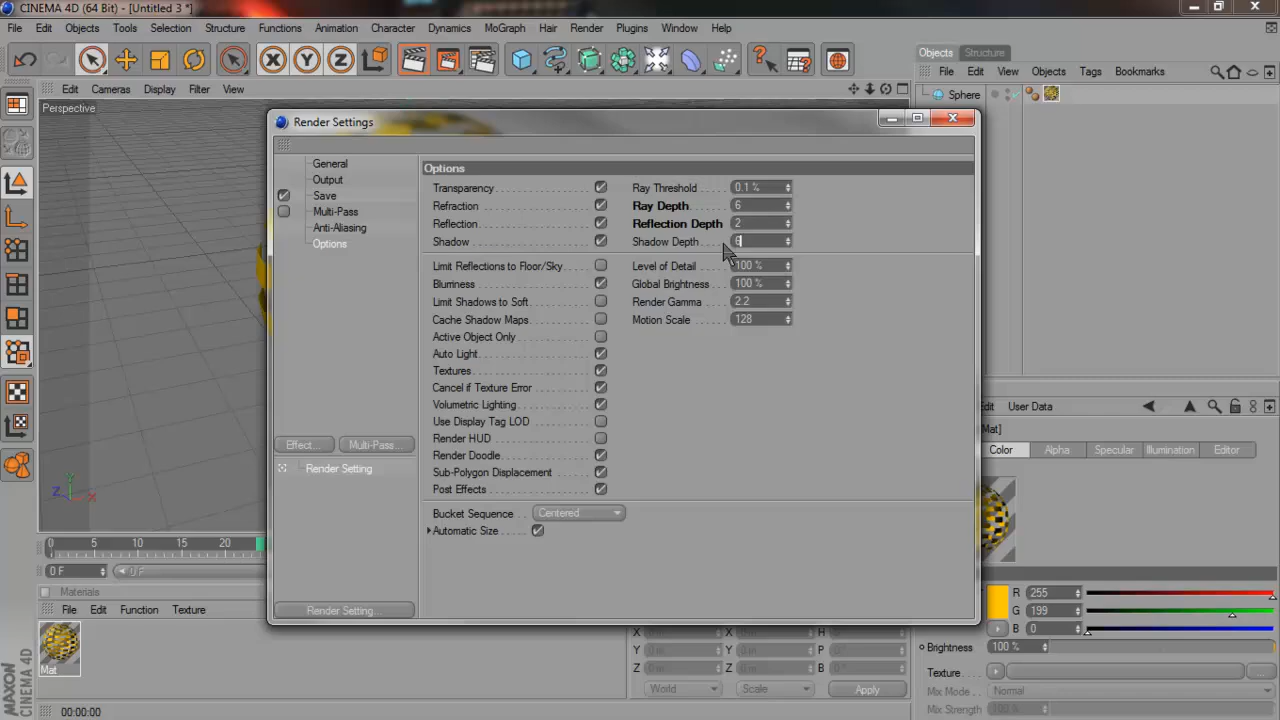 CINEMA 4D (64 Bit) - [Untitled 3 *]
File Edit Objects Tools Selection Structure Functions Animation Character Dynamics MoGraph Hair Render Plugins Window Help
Objects Structure
File Edit View Objects Tags Bookmarks
Edit Cameras Display Filter View
Sphere
Perspective
Render Settings
General
Output
Save
Multi-Pass
Anti-Aliasing
Options
Effect... Multi-Pass...
Render Setting
Render Setting...
Options
Transparency Ray Threshold 0.1 %
Refraction Ray Depth 6
Reflection Reflection Depth 2
Shadow Shadow Depth 6
Limit Reflections to Floor/Sky Level of Detail 100 %
Blurriness Global Brightness 100 %
Limit Shadows to Soft Render Gamma 2.2
Cache Shadow Maps Motion Scale 128
Active Object Only
Auto Light
Textures
Cancel if Texture Error
Volumetric Lighting
Use Display Tag LOD
Render HUD
Render Doodle
Sub-Polygon Displacement
Post Effects
Bucket Sequence Centered
Automatic Size
User Data
Color Alpha Specular Illumination Editor
Z Y X
0 5 10 15 20
0 F 0 F
Materials
File Edit Function Texture
Mat
X 0 m X 0 m H 0 °
World Scale Apply
R 255
G 199
B 0
Brightness 100 %
Texture
Mix Mode Normal
Mix Strength 100 %
MAXON
CINEMA 4D
00:00:00